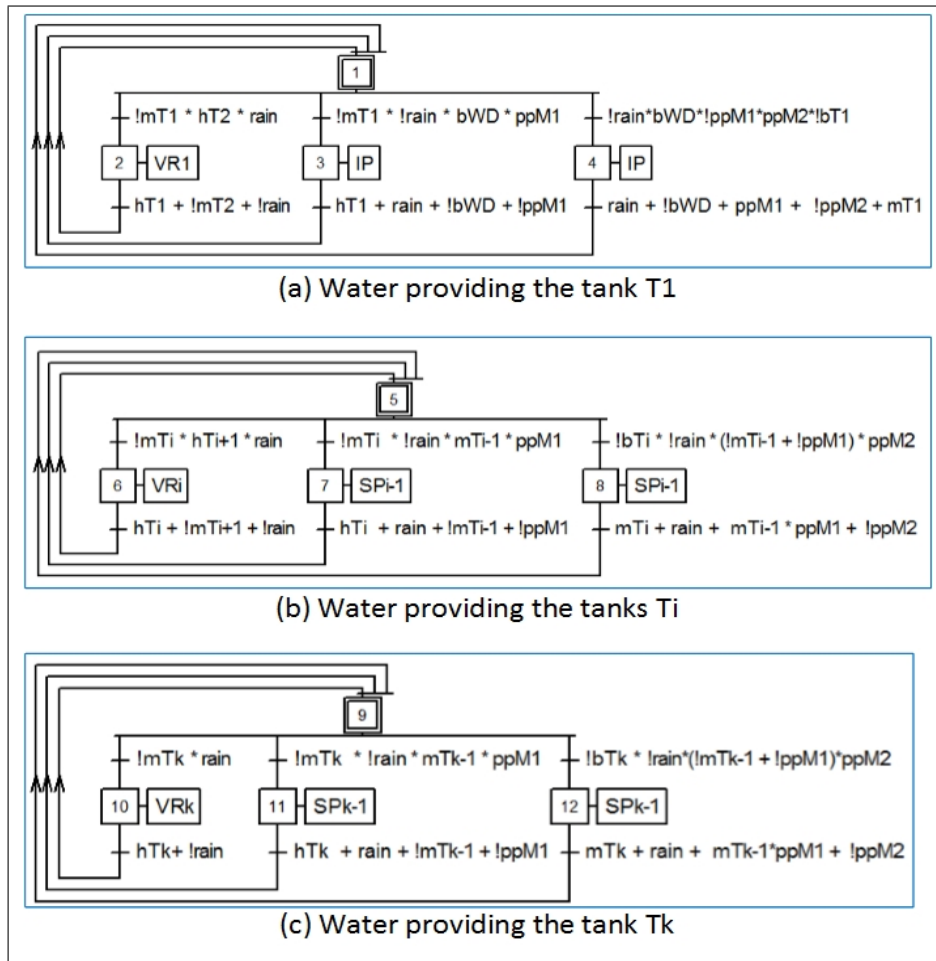 1
!mT1 * hT2 * rain !mT1 * !rain * bWD * ppM1 !rain*bWD*!ppM1*ppM2*!bT1
2 VR1 3 IP 4 IP
hT1 + !mT2 + !rain hT1 + rain + !bWD + !ppM1 rain + !bWD + ppM1 + !ppM2 + mT1
(a) Water providing the tank T1
5
!mTi * hTi+1 * rain !mTi * !rain * mTi-1 * ppM1 !bTi * !rain * (!mTi-1 + !ppM1) * ppM2
6 VRi 7 SPi-1 8 SPi-1
hTi + !mTi+1 + !rain hTi + rain + !mTi-1 + !ppM1 mTi + rain + mTi-1 * ppM1 + !ppM2
(b) Water providing the tanks Ti
9
!mTk * rain !mTk * !rain * mTk-1 * ppM1 !bTk * !rain*(!mTk-1 + !ppM1)*ppM2
10 VRk 11 SPk-1 12 SPk-1
hTk+ !rain hTk + rain + !mTk-1 + !ppM1 mTk + rain + mTk-1*ppM1 + !ppM2
(c) Water providing the tank Tk